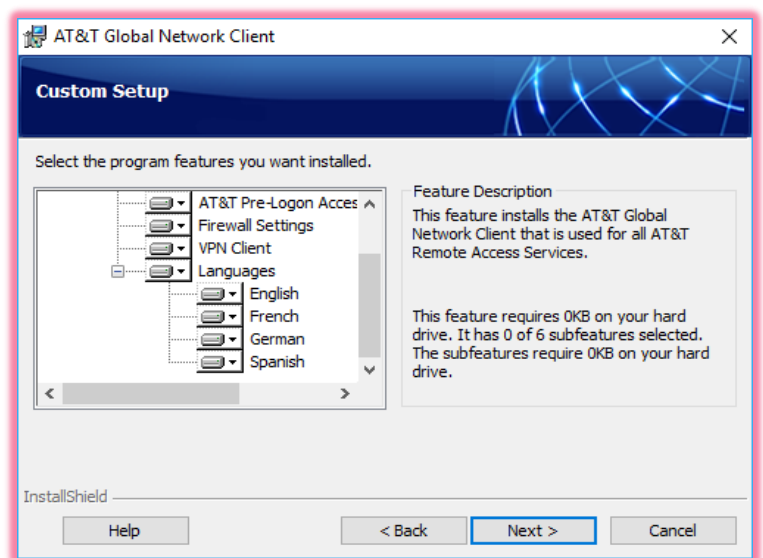 AT&T Global Network Client
Custom Setup
Select the program features you want installed.
AT&T Pre-Logon Acces
Firewall Settings
VPN Client
Languages
English
French
German
Spanish
Feature Description
This feature installs the AT&T Global
Network Client that is used for all AT&T
Remote Access Services.
This feature requires 0KB on your hard
drive. It has 0 of 6 subfeatures selected.
The subfeatures require 0KB on your hard
drive.
InstallShield
Help
< Back
Next >
Cancel